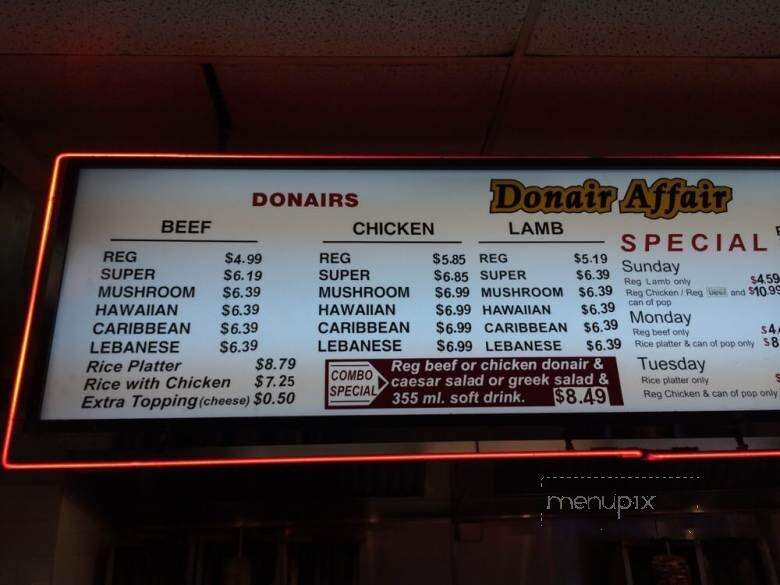 DONAIRS
Donair Affair
BEEF
REG $4.99
SUPER $6.19
MUSHROOM $6.39
HAWAIIAN $6.39
CARIBBEAN $6.39
LEBANESE $6.39
Rice Platter $8.79
Rice with Chicken $7.25
Extra Topping (cheese) $0.50
CHICKEN
REG $5.85
SUPER $6.85
MUSHROOM $6.99
HAWAIIAN $6.99
CARIBBEAN $6.99
LEBANESE $6.99
LAMB
REG $5.19
SUPER $6.39
MUSHROOM $6.39
HAWAIIAN $6.39
CARIBBEAN $6.39
LEBANESE $6.39
COMBO SPECIAL
Reg beef or chicken donair &
caesar salad or greek salad &
355 ml. soft drink. $8.49
SPECIAL
Sunday
Reg Lamb only $4.59
Reg Chicken / Reg and $10.99
can of pop
Monday
Reg beef only
Rice platter & can of pop only $8
Tuesday
Rice platter only
Reg Chicken & can of pop only
menupix